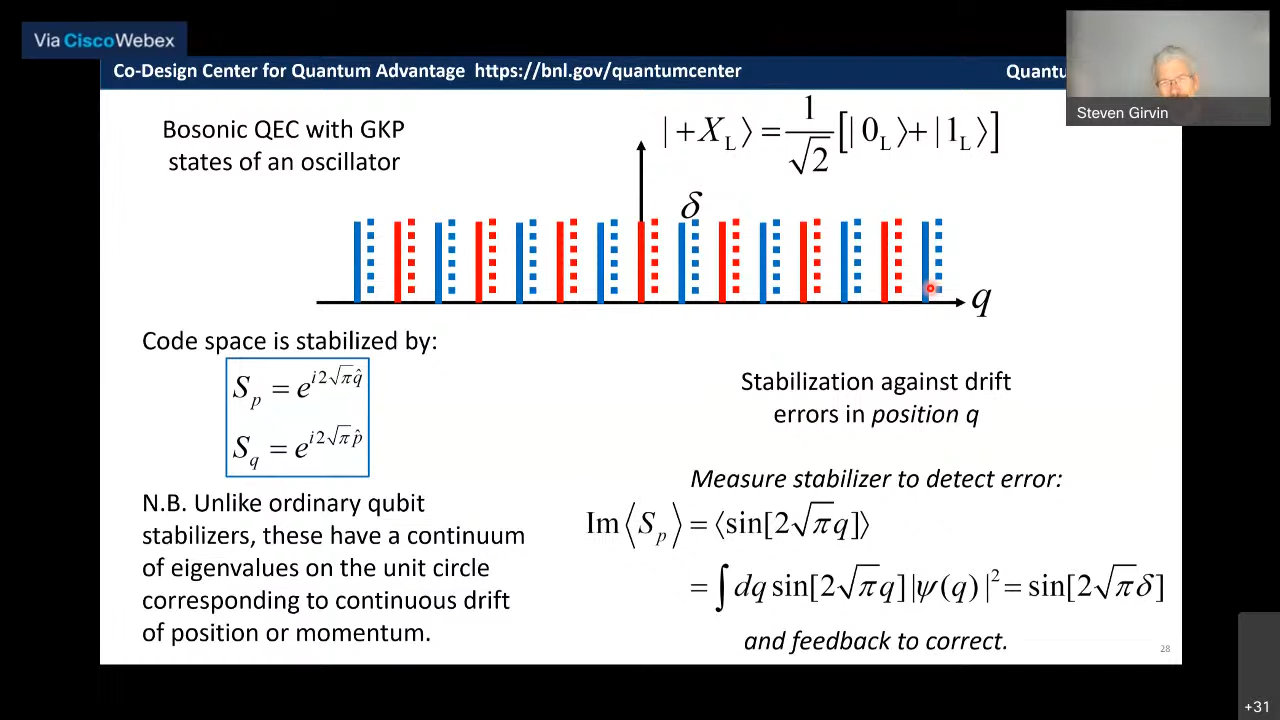 Via Cisco Webex
Co-Design Center for Quantum Advantage https://bnl.gov/quantumcenter
Quantu
Steven Girvin
Bosonic QEC with GKP
states of an oscillator
| +X_L ⟩ = 1/√2 [| 0_L ⟩ + | 1_L ⟩]
δ
q
Code space is stabilized by:
S_p = e^{i2√π q̂}
S_q = e^{i2√π p̂}
N.B. Unlike ordinary qubit
stabilizers, these have a continuum
of eigenvalues on the unit circle
corresponding to continuous drift
of position or momentum.
Stabilization against drift
errors in position q
Measure stabilizer to detect error:
Im⟨S_p⟩ = ⟨sin[2√π q]⟩
= ∫ dq sin[2√π q] |ψ(q)|² = sin[2√π δ]
and feedback to correct.
28
+31